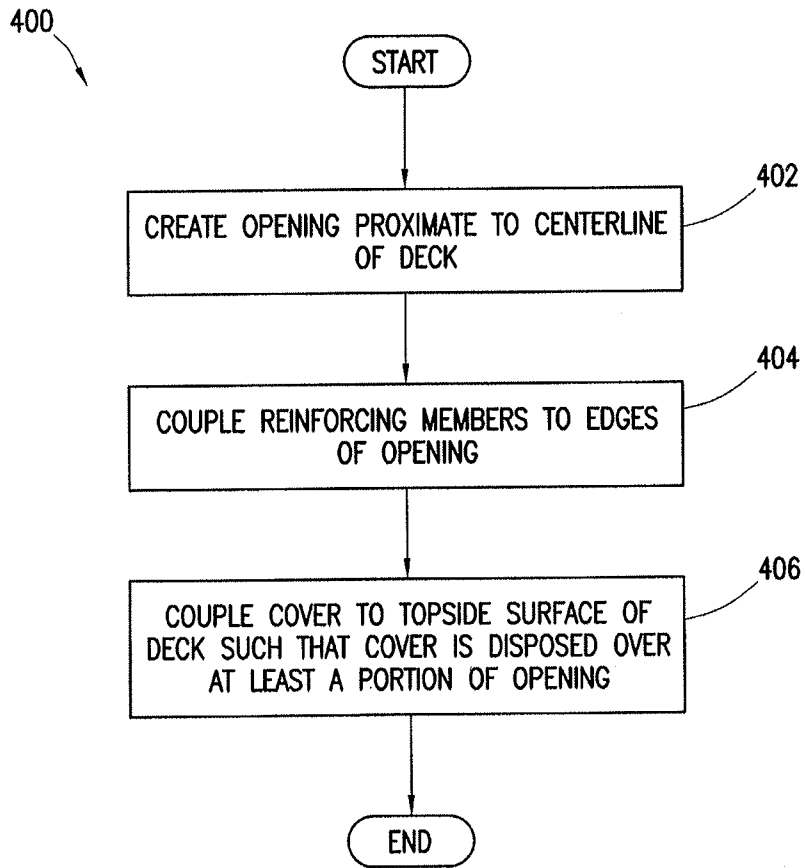 400
START
402
CREATE OPENING PROXIMATE TO CENTERLINE
OF DECK
404
COUPLE REINFORCING MEMBERS TO EDGES
OF OPENING
406
COUPLE COVER TO TOPSIDE SURFACE OF
DECK SUCH THAT COVER IS DISPOSED OVER
AT LEAST A PORTION OF OPENING
END